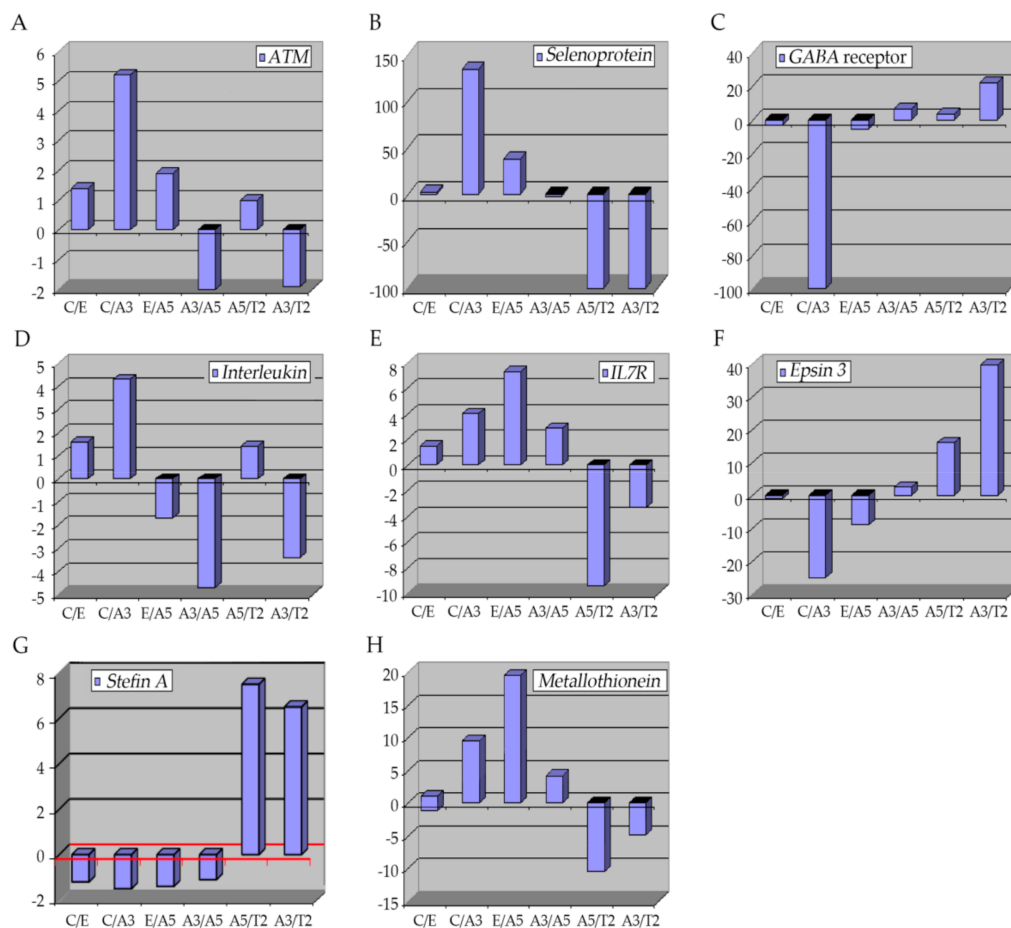 A
ATM
6
5
4
3
2
1
0
-1
-2
C/E C/A3 E/A5 A3/A5 A5/T2 A3/T2
B
Selenoprotein
150
100
50
0
-50
-100
C/E C/A3 E/A5 A3/A5 A5/T2 A3/T2
C
GABA receptor
40
20
0
-20
-40
-60
-80
-100
C/E C/A3 E/A5 A3/A5 A5/T2 A3/T2
D
Interleukin
5
4
5
2
1
0
-1
-2
-3
-4
-5
C/E C/A3 E/A5 A3/A5 A5/T2 A3/T2
E
IL7R
8
6
4
2
0
-2
-4
-6
-8
-10
C/E C/A3 E/A5 A3/A5 A5/T2 A3/T2
F
Epsin 3
40
30
20
10
0
-10
-20
-30
C/E C/A3 E/A5 A3/A5 A5/T2 A3/T2
G
Stefin A
8
6
4
2
0
-2
C/E C/A3 E/A5 A3/A5 A5/T2 A3/T2
H
Metallothionein
20
15
10
5
0
-5
-10
-15
C/E C/A3 E/A5 A3/A5 A5/T2 A3/T2